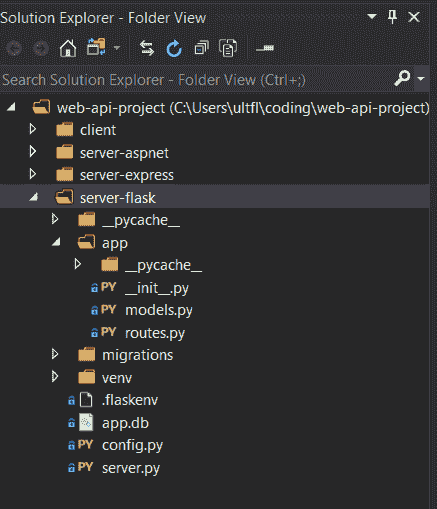 Solution Explorer - Folder View
Search Solution Explorer - Folder View (Ctrl+;)
web-api-project (C:\Users\ultfl\coding\web-api-project)
client
server-aspnet
server-express
server-flask
__pycache__
app
__pycache__
PY __init__.py
PY models.py
PY routes.py
migrations
venv
.flaskenv
app.db
PY config.py
PY server.py